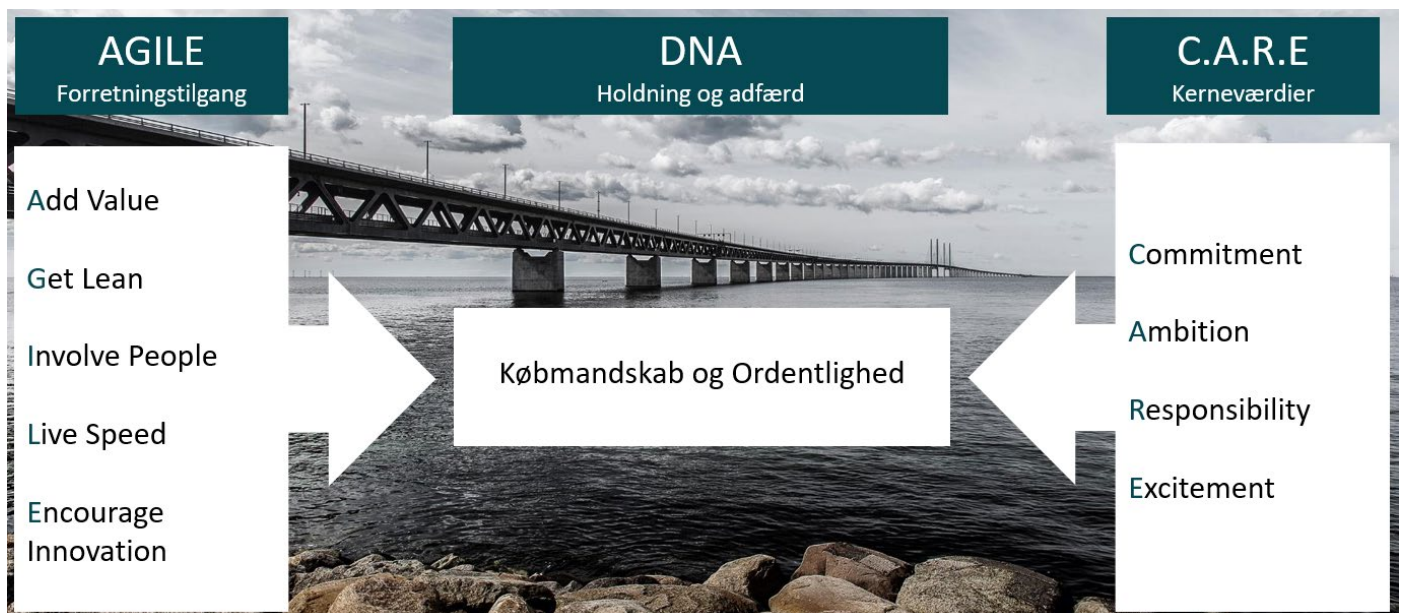 AGILE
Forretningstilgang
Add Value
Get Lean
Involve People
Live Speed
Encourage
Innovation
DNA
Holdning og adfærd
Købmandskab og Ordentlighed
C.A.R.E
Kerneværdier
Commitment
Ambition
Responsibility
Excitement